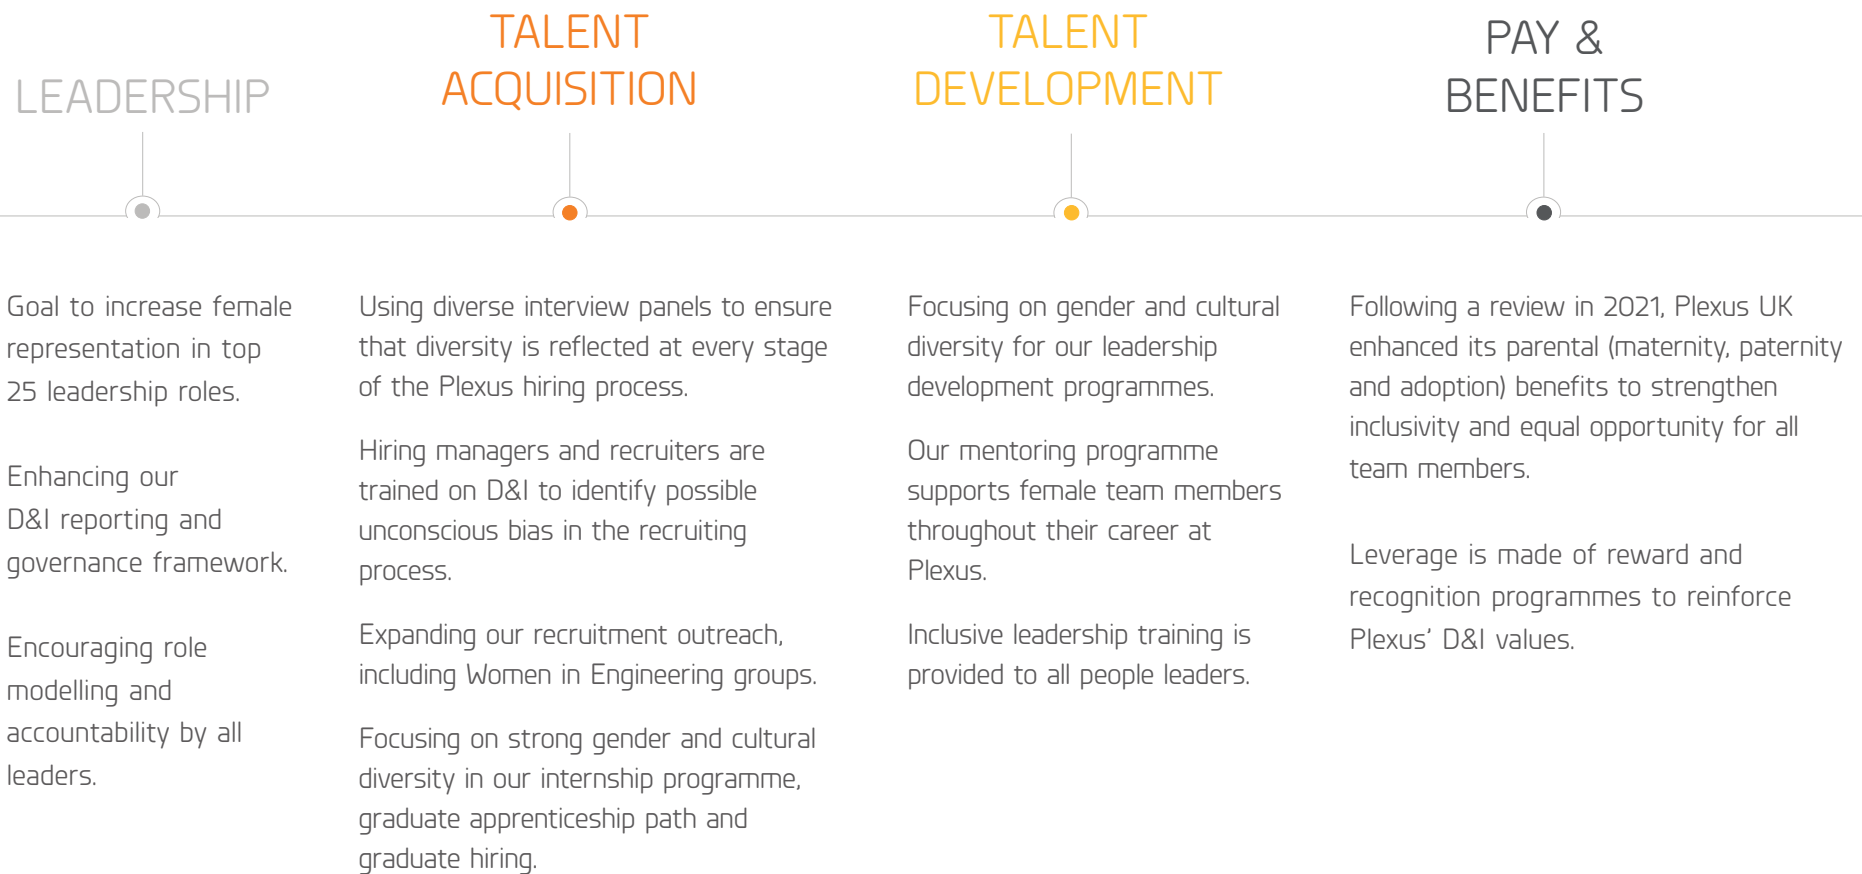 LEADERSHIP
Goal to increase female
representation in top
25 leadership roles.
Enhancing our
D&I reporting and
governance framework.
Encouraging role
modelling and
accountability by all
leaders.
TALENT
ACQUISITION
Using diverse interview panels to ensure
that diversity is reflected at every stage
of the Plexus hiring process.
Hiring managers and recruiters are
trained on D&I to identify possible
unconscious bias in the recruiting
process.
Expanding our recruitment outreach,
including Women in Engineering groups.
Focusing on strong gender and cultural
diversity in our internship programme,
graduate apprenticeship path and
graduate hiring.
TALENT
DEVELOPMENT
Focusing on gender and cultural
diversity for our leadership
development programmes.
Our mentoring programme
supports female team members
throughout their career at
Plexus.
Inclusive leadership training is
provided to all people leaders.
PAY &
BENEFITS
Following a review in 2021, Plexus UK
enhanced its parental (maternity, paternity
and adoption) benefits to strengthen
inclusivity and equal opportunity for all
team members.
Leverage is made of reward and
recognition programmes to reinforce
Plexus' D&I values.